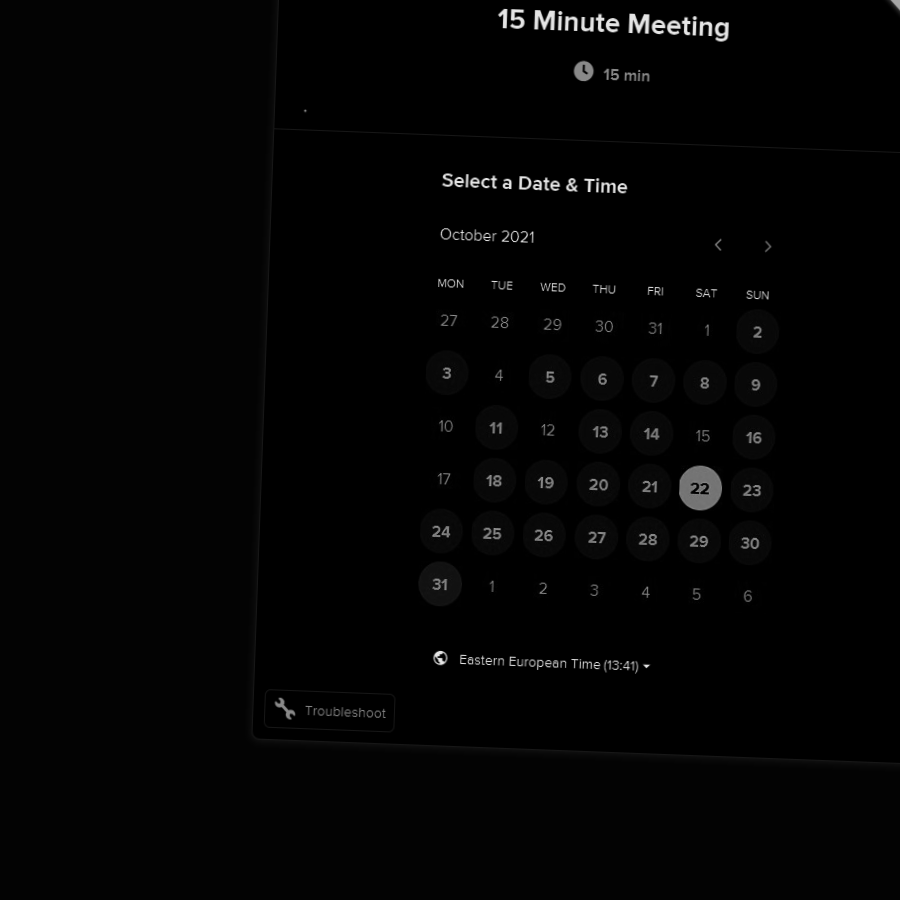 15 Minute Meeting
15 min
Select a Date & Time
October 2021
MON TUE WED THU FRI SAT SUN
27 28 29 30 31 1 2
3 4 5 6 7 8 9
10 11 12 13 14 15 16
17 18 19 20 21 22 23
24 25 26 27 28 29 30
31 1 2 3 4 5 6
Eastern European Time (13:41)
Troubleshoot